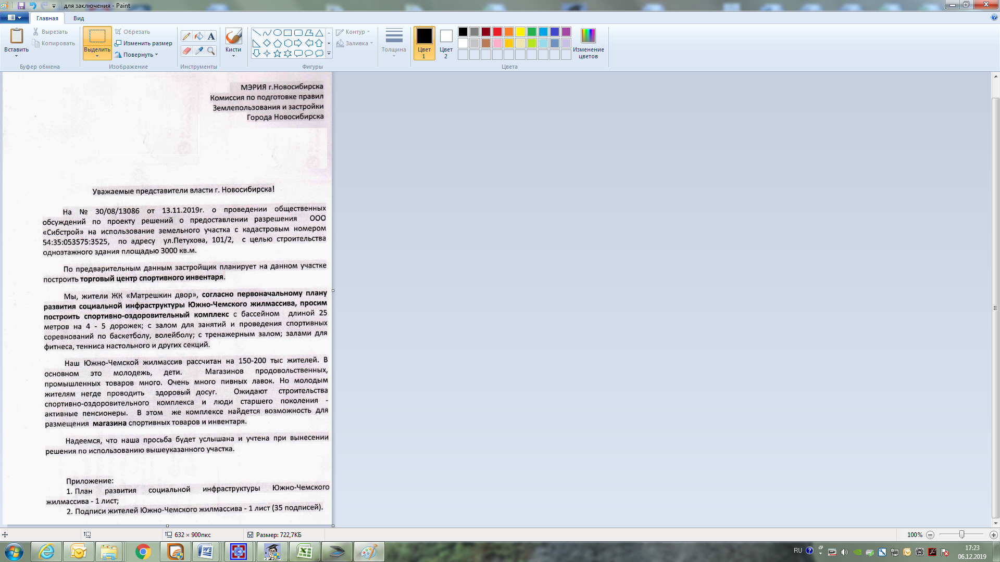 для заключения - Paint
Главная
Вид
Вставить
Вырезать
Копировать
Буфер обмена
Выделить
Обрезать
Изменить размер
Повернуть
Изображение
Инструменты
Кисти
Контур
Заливка
Фигуры
Толщина
Цвет 1
Цвет 2
Изменение цветов
Цвета
МЭРИЯ г.Новосибирска
Комиссия по подготовке правил
Землепользования и застройки
Города Новосибирска
Уважаемые представители власти г. Новосибирска!
На № 30/08/13086 от 13.11.2019г. о проведении общественных
обсуждений по проекту решений о предоставлении разрешения ООО
«Сибстрой» на использование земельного участка с кадастровым номером
54:35:053575:3525, по адресу ул.Петухова, 101/2, с целью строительства
одноэтажного здания площадью 3000 кв.м.
По предварительным данным застройщик планирует на данном участке
построить торговый центр спортивного инвентаря.
Мы, жители ЖК «Матрешкин двор», согласно первоначальному плану
развития социальной инфраструктуры Южно-Чемского жилмассива, просим
построить спортивно-оздоровительный комплекс с бассейном длиной 25
метров на 4 - 5 дорожек; с залом для занятий и проведения спортивных
соревнований по баскетболу, волейболу; с тренажерным залом; залами для
фитнеса, тенниса настольного и других секций.
Наш Южно-Чемской жилмассив рассчитан на 150-200 тыс жителей. В
основном это молодежь, дети. Магазинов продовольственных,
промышленных товаров много. Очень много пивных лавок. Но молодым
жителям негде проводить здоровый досуг. Ожидают строительства
спортивно-оздоровительного комплекса и люди старшего поколения -
активные пенсионеры. В этом же комплексе найдется возможность для
размещения магазина спортивных товаров и инвентаря.
Надеемся, что наша просьба будет услышана и учтена при вынесении
решения по использованию вышеуказанного участка.
Приложение:
1. План развития социальной инфраструктуры Южно-Чемского
жилмассива - 1 лист;
2. Подписи жителей Южно-Чемского жилмассива - 1 лист (35 подписей).
632 × 900пкс
Размер: 722,7КБ
100%
RU
17:23
06.12.2019